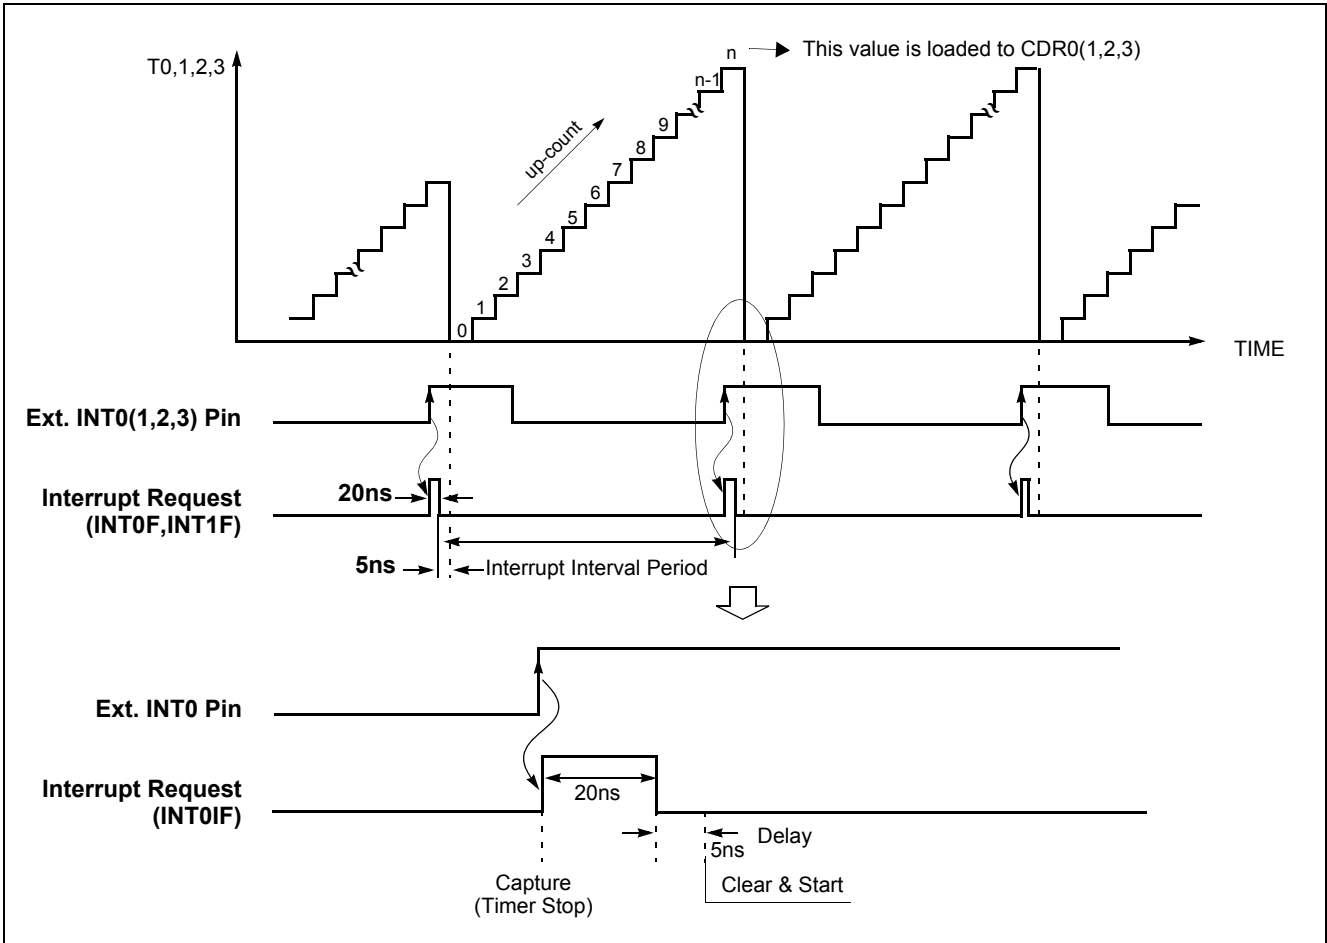 T0,1,2,3
n
This value is loaded to CDR0(1,2,3)
n-1
9
8
7
6
5
4
3
2
1
0
up-count
TIME
Ext. INT0(1,2,3) Pin
Interrupt Request
(INT0F,INT1F)
20ns
5ns
Interrupt Interval Period
Ext. INT0 Pin
Interrupt Request
(INT0IF)
20ns
Delay
5ns
Capture
(Timer Stop)
Clear & Start